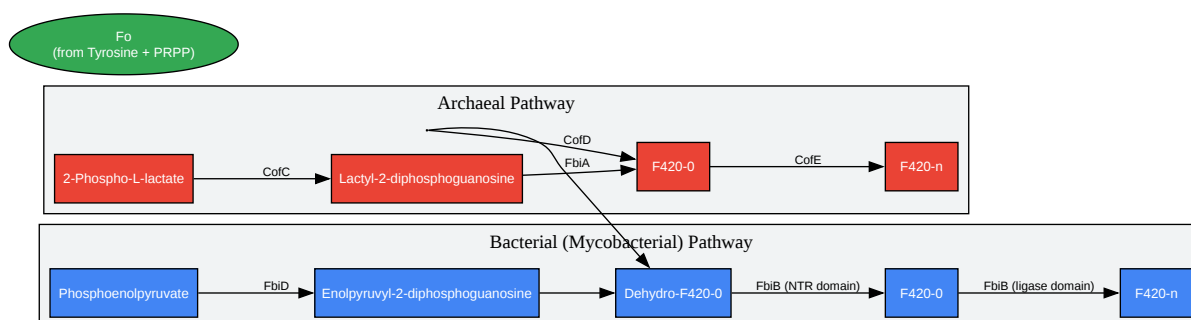 Fo
(from Tyrosine + PRPP)
Archaeal Pathway
CofD
2-Phospho-L-lactate
CofC
Lactyl-2-diphosphoguanosine
FbiA
F420-0
CofE
F420-n
Bacterial (Mycobacterial) Pathway
Phosphoenolpyruvate
FbiD
Enolpyruvyl-2-diphosphoguanosine
Dehydro-F420-0
FbiB (NTR domain)
F420-0
FbiB (ligase domain)
F420-n